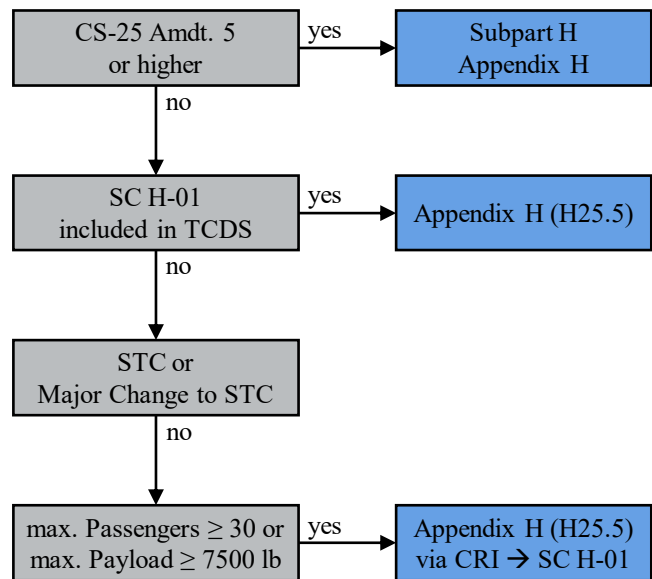 CS-25 Amdt. 5
or higher
yes
Subpart H
Appendix H
no
SC H-01
included in TCDS
yes
Appendix H (H25.5)
no
STC or
Major Change to STC
no
max. Passengers ≥ 30 or
max. Payload ≥ 7500 lb
yes
Appendix H (H25.5)
via CRI → SC H-01